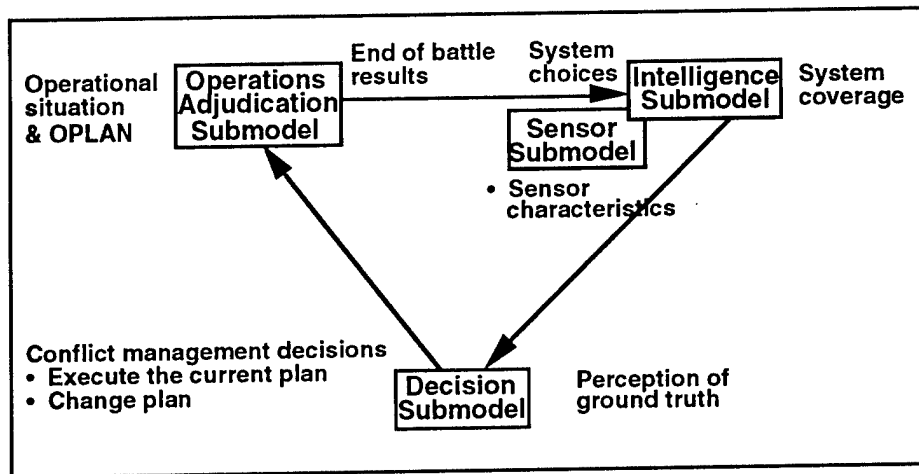 Operational
situation
& OPLAN
Operations
Adjudication
Submodel
End of battle
results
System
choices
Intelligence
Submodel
System
coverage
Sensor
Submodel
• Sensor
characteristics
Conflict management decisions
• Execute the current plan
• Change plan
Decision
Submodel
Perception of
ground truth